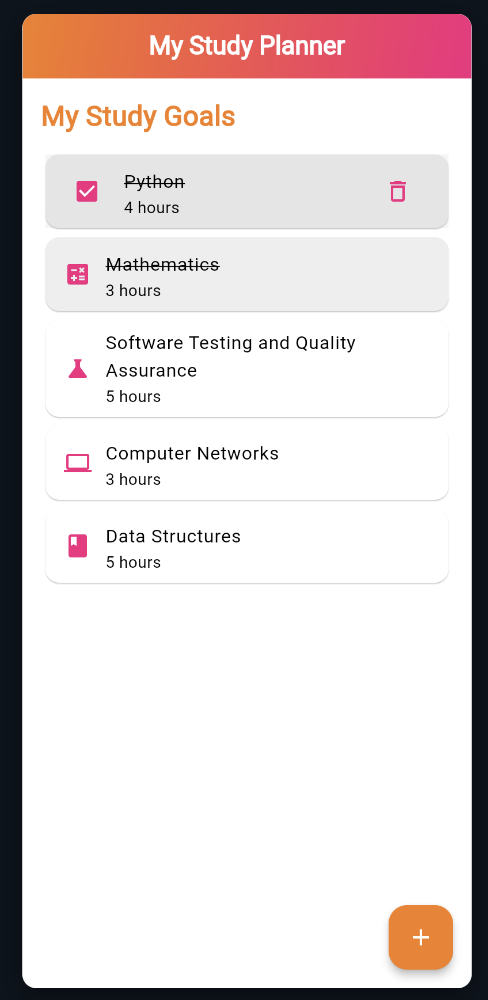 My Study Planner
My Study Goals
Python
4 hours
Mathematics
3 hours
Software Testing and Quality
Assurance
5 hours
Computer Networks
3 hours
Data Structures
5 hours
+